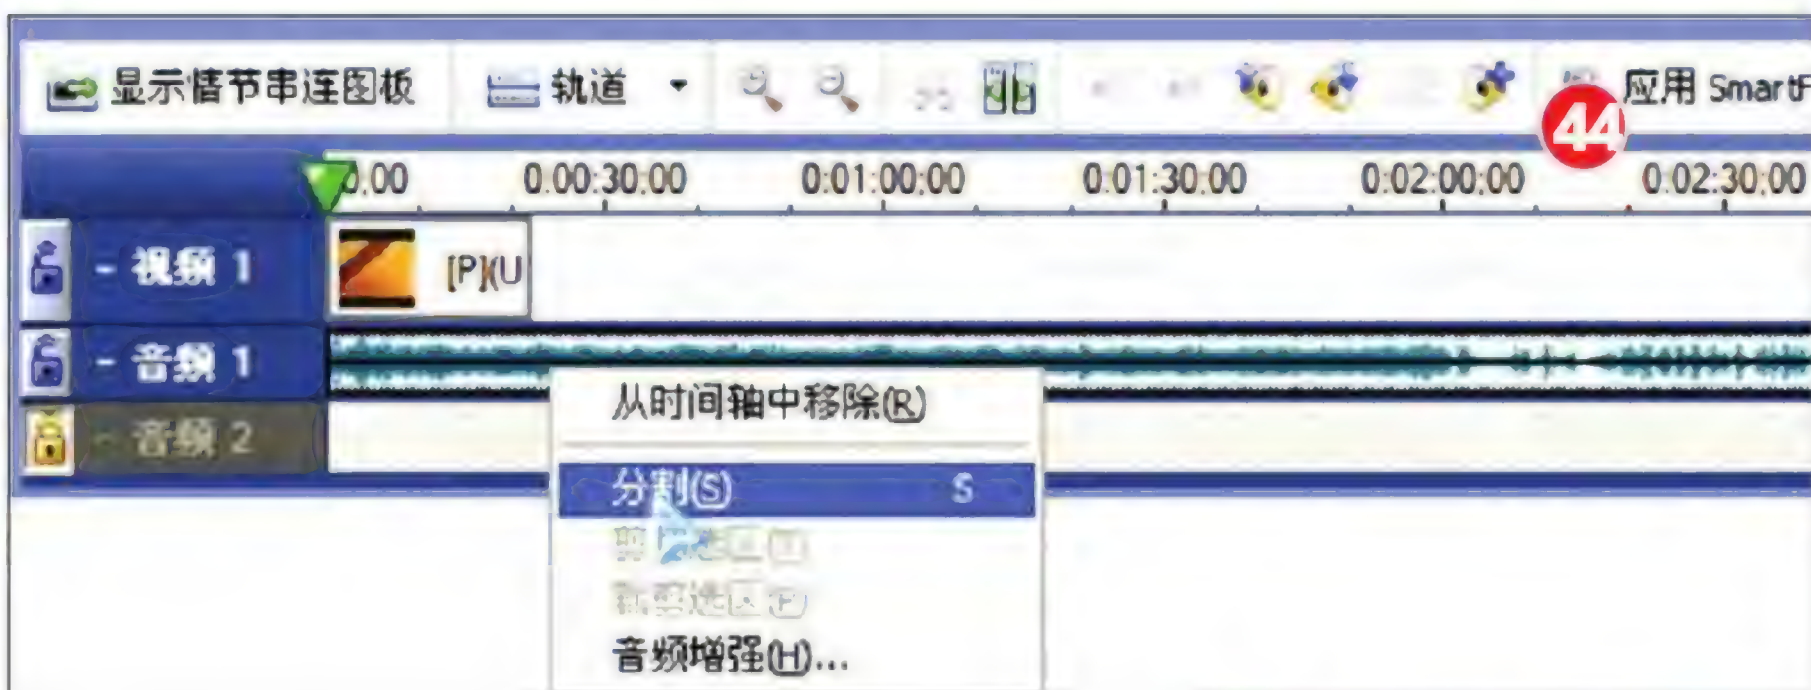 显示情节串连图板 轨道 应用 SmartF
44
0.00 0:00:30;00 0:01:00;00 0:01:30;00 0:02:00;00 0:02:30;00
- 视频 1 [P](U
- 音频 1
- 音频 2
从时间轴中移除(R)
分割(S) S
音频增强(H)...